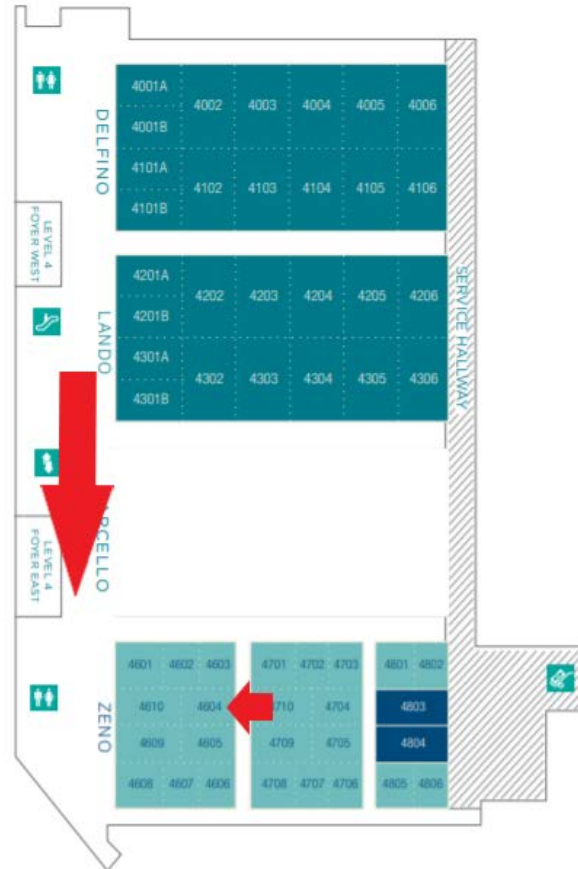 4001A
4001B
4002 4003 4004 4005 4006
4101A
4101B
4102 4103 4104 4105 4106
DELFINO
LEVEL 4
FOYER WEST
4201A
4201B
4202 4203 4204 4205 4206
4301A
4301B
4302 4303 4304 4305 4306
LANDO
SERVICE HALLWAY
ARCELLO
LEVEL 4
FOYER EAST
4601 4602 4603
4610 4604
4609 4605
4608 4607 4606
ZENO
4701 4702 4703
4710 4704
4709 4705
4708 4707 4706
4801 4802
4803
4804
4805 4806